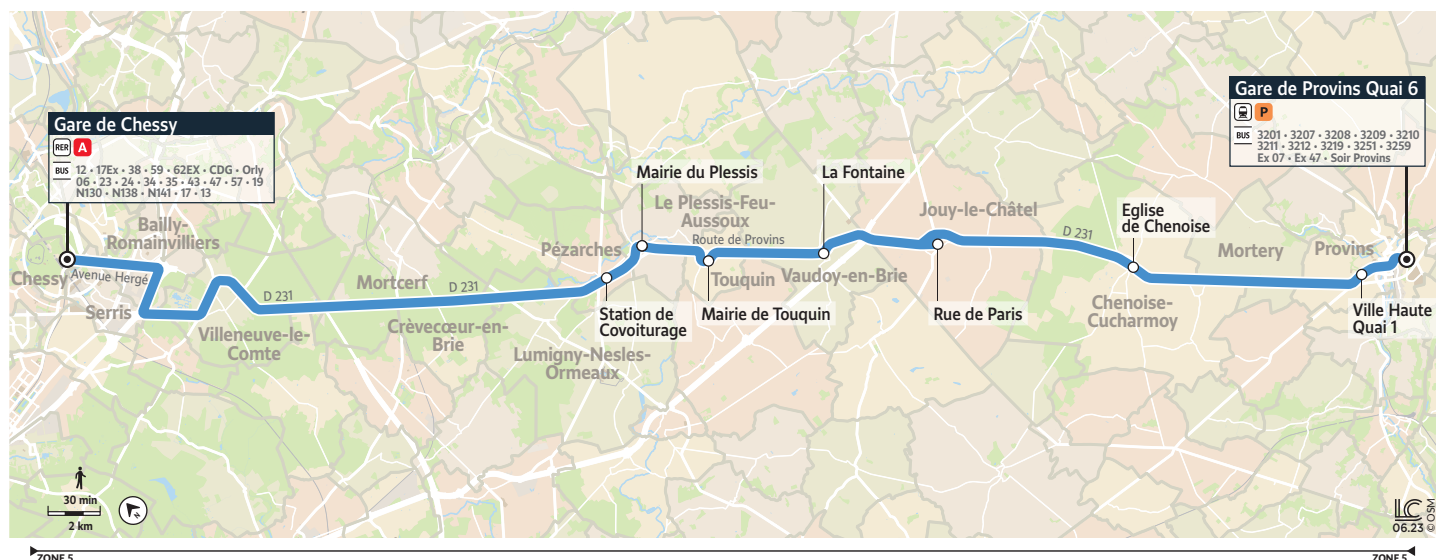 Gare de Chessy
RER A
BUS 12 • 17EX • 38 • 59 • 62EX • CDG • Orly
06 • 23 • 24 • 34 • 35 • 43 • 47 • 57 • 19
N130 • N138 • N141 • 17 • 13
Gare de Provins Quai 6
P
BUS 3201 • 3207 • 3208 • 3209 • 3210
3211 • 3212 • 3219 • 3251 • 3259
Ex 07 • Ex 47 • Soir Provins
Mairie du Plessis
La Fontaine
Le Plessis-Feu-
Aussoux
Route de Provins
Jouy-le-Châtel
Eglise
de Chenoise
D 231
Mortery
Provins
Bailly-
Romainvilliers
Pézarches
Chessy
Avenue Hergé
Mortcerf
D 231
D 231
Touquin
Vaudoy-en-Brie
Serris
Villeneuve-le-
Comte
Crèvecœur-en-
Brie
Station de
Covoiturage
Mairie de Touquin
Rue de Paris
Chenoise-
Cucharmoy
Ville Haute
Quai 1
Lumigny-Nesles-
Ormeaux
30 min
2 km
N
LC
06.23 © OSM
ZONE 5
ZONE 5